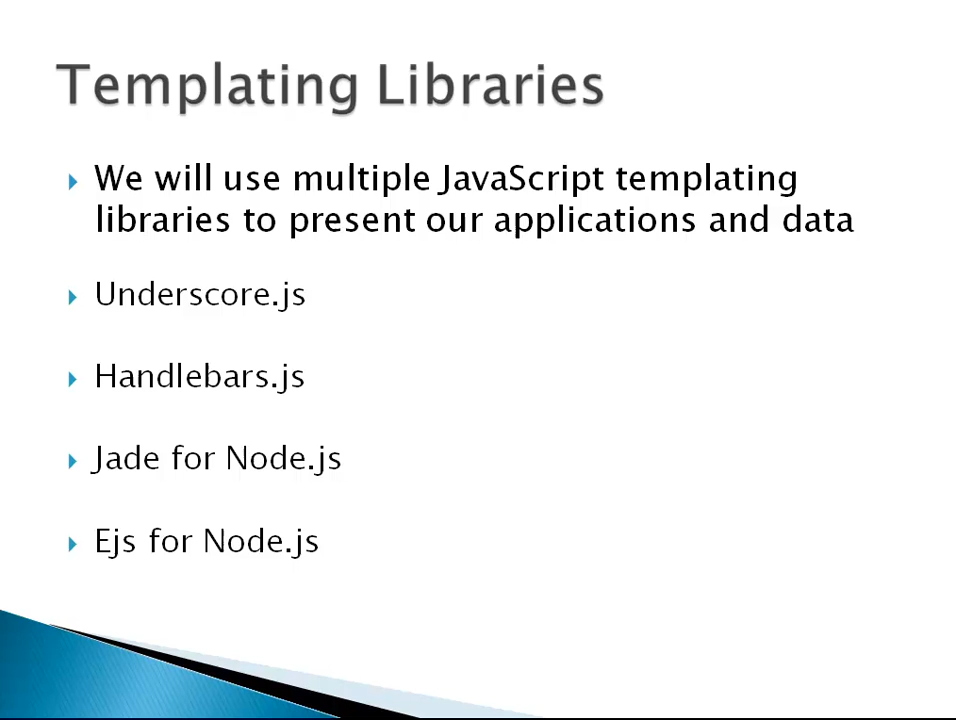 Templating Libraries
We will use multiple JavaScript templating
libraries to present our applications and data
Underscore.js
Handlebars.js
Jade for Node.js
Ejs for Node.js